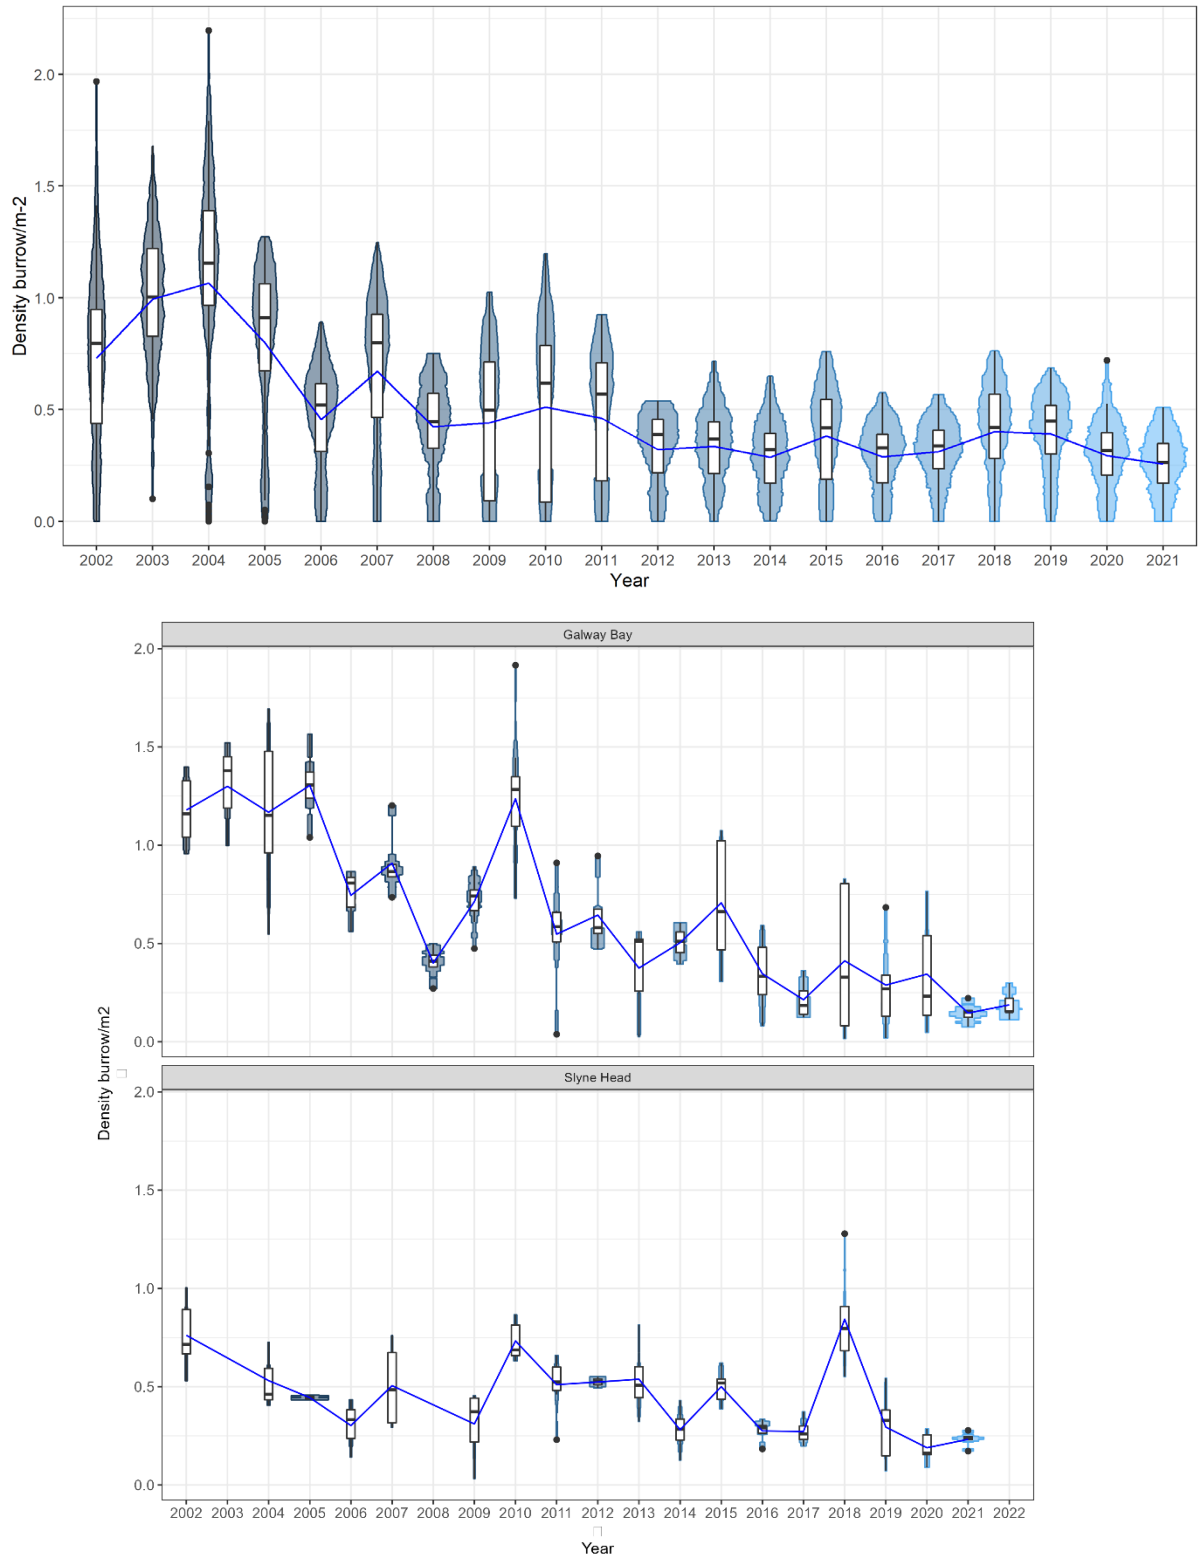 Density burrow/m-2
2.0
1.5
1.0
0.5
0.0
2002 2003 2004 2005 2006 2007 2008 2009 2010 2011 2012 2013 2014 2015 2016 2017 2018 2019 2020 2021
Year
Galway Bay
Density burrow/m2
2.0
1.5
1.0
0.5
0.0
Slyne Head
2.0
1.5
1.0
0.5
0.0
2002 2003 2004 2005 2006 2007 2008 2009 2010 2011 2012 2013 2014 2015 2016 2017 2018 2019 2020 2021 2022
Year